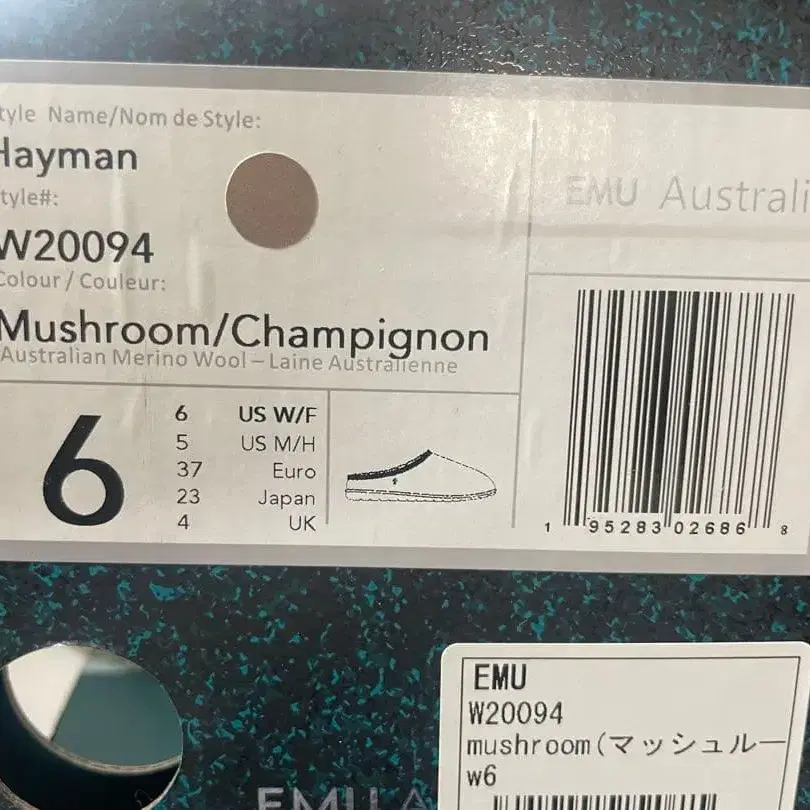 tyle Name/Nom de Style:
Hayman
tyle#:
W20094
Colour / Couleur:
Mushroom/Champignon
Australian Merino Wool – Laine Australienne
6
6 US W/F
5 US M/H
37 Euro
23 Japan
4 UK
EMU Australi
1 95283 02686 8
EMU
W20094
mushroom(マッシュルー
w6
EMU A